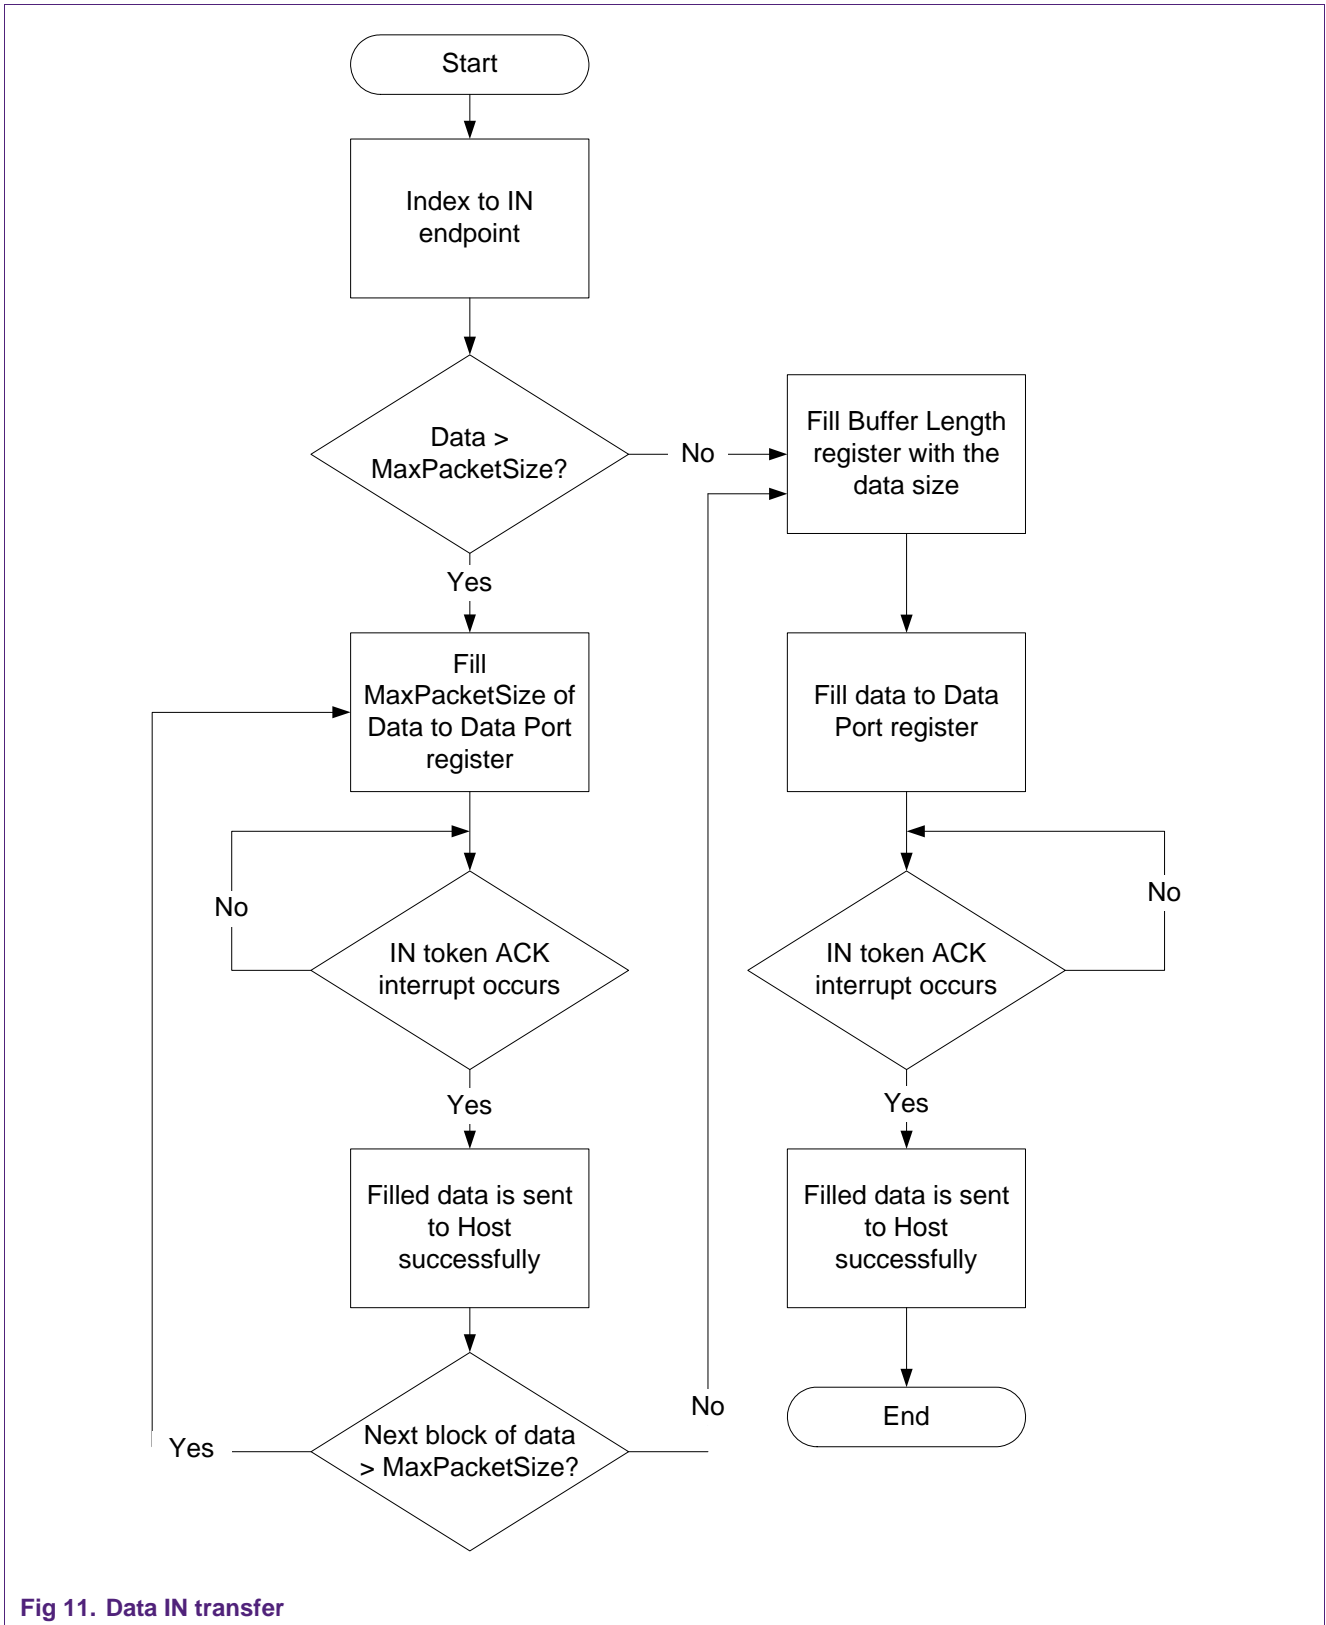 Start
Index to IN
endpoint
Data >
MaxPacketSize?
No
Fill Buffer Length
register with the
data size
Yes
Fill
MaxPacketSize of
Data to Data Port
register
Fill data to Data
Port register
No
IN token ACK
interrupt occurs
IN token ACK
interrupt occurs
No
Yes
Yes
Filled data is sent
to Host
successfully
Filled data is sent
to Host
successfully
Next block of data
> MaxPacketSize?
Yes
No
End
Fig 11. Data IN transfer